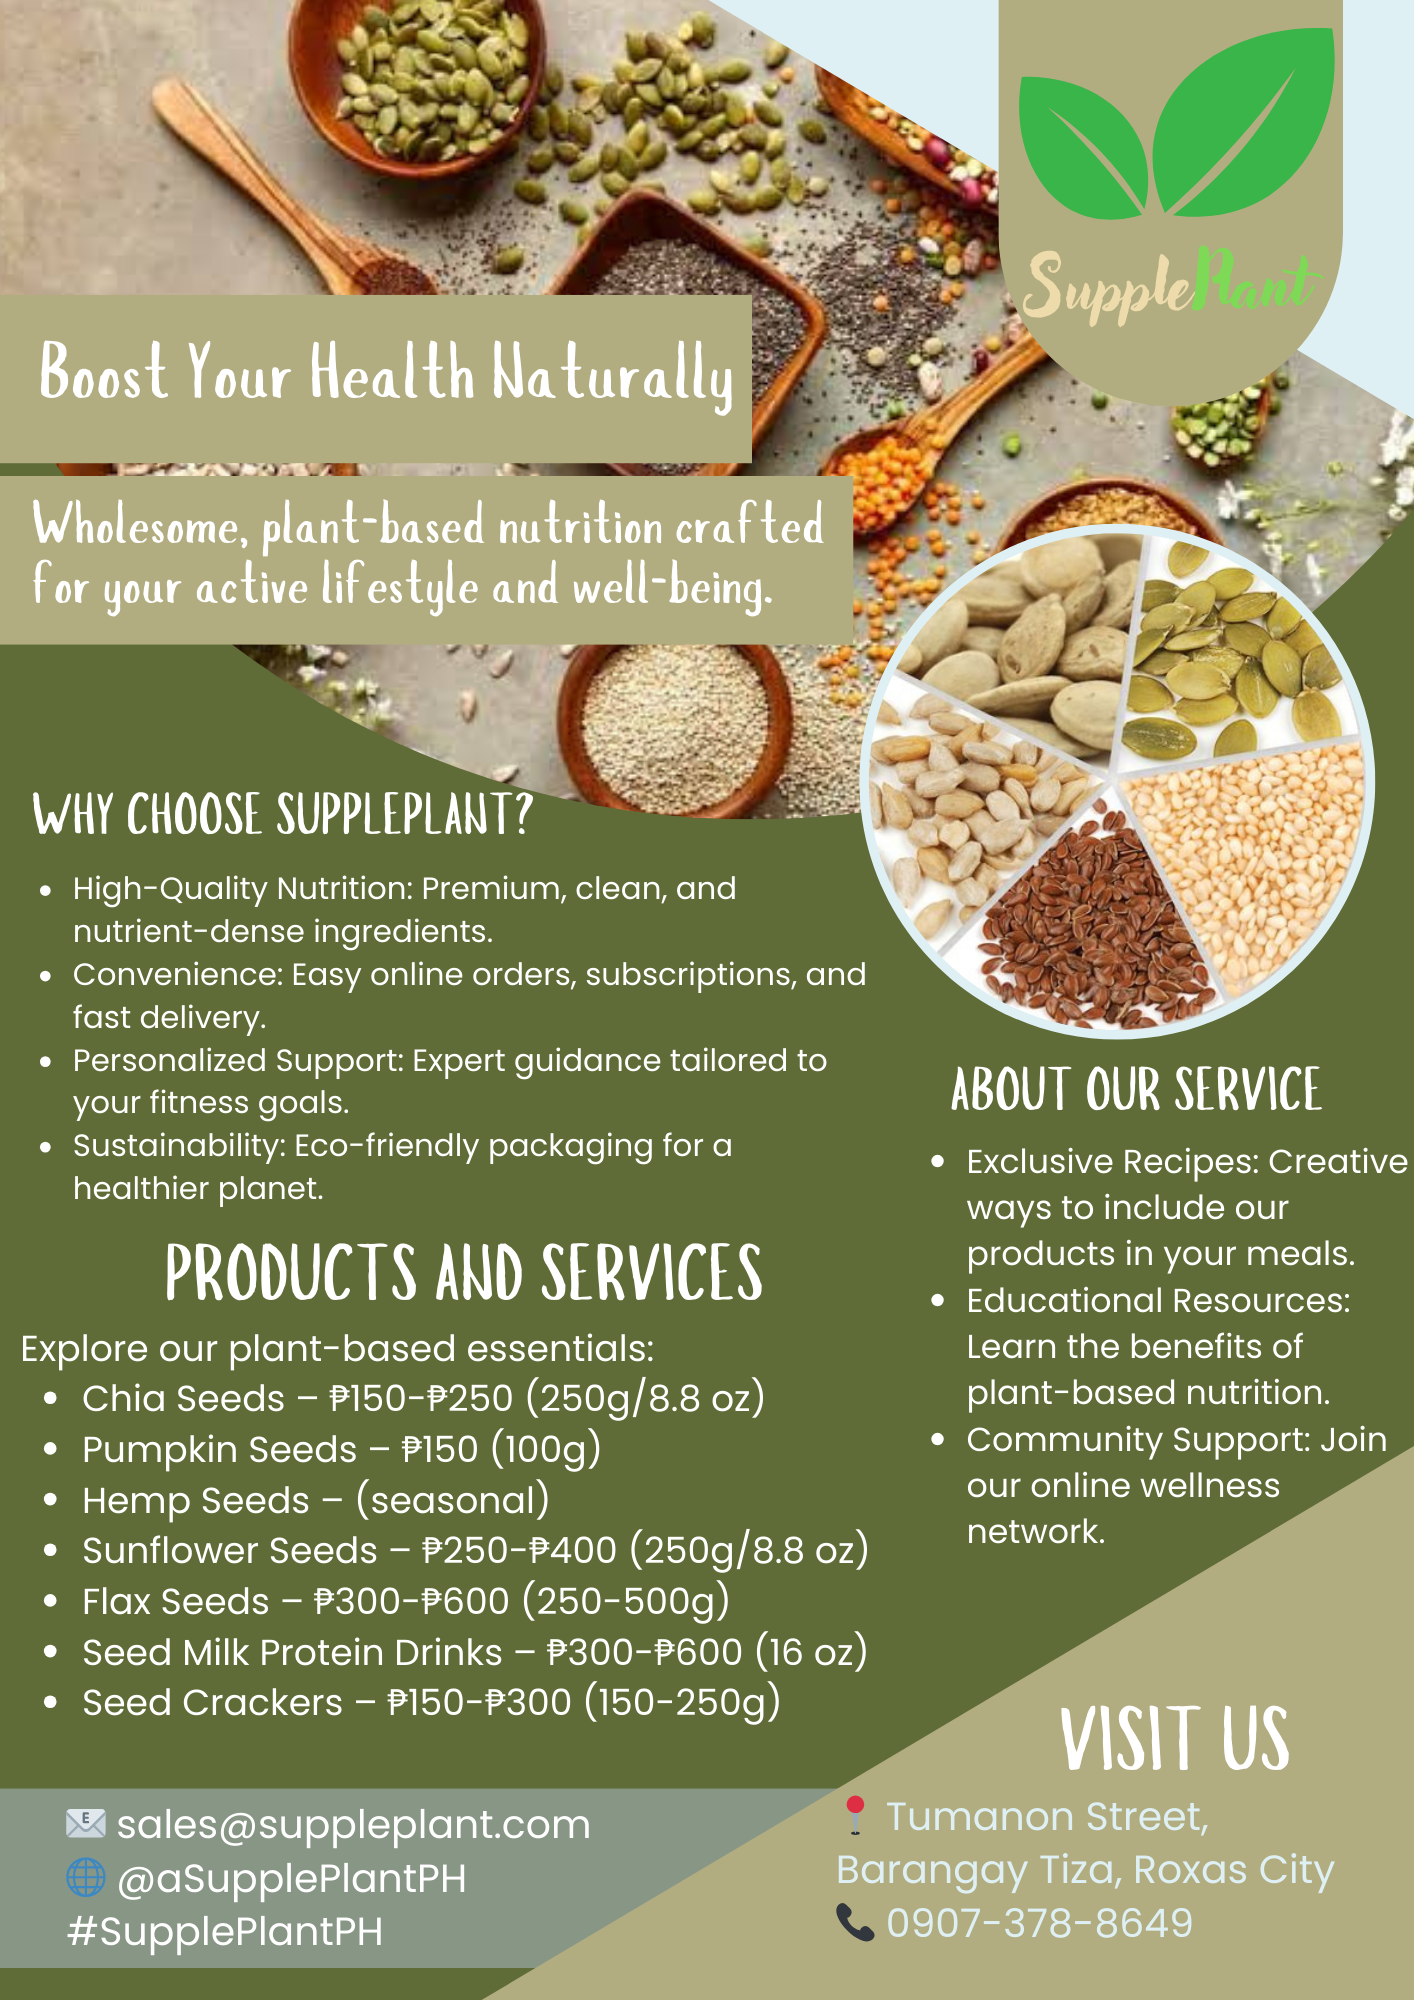 SupplePlant
Boost Your Health Naturally
Wholesome, plant-based nutrition crafted
for your active lifestyle and well-being.
WHY CHOOSE SUPPLEPLANT?
• High-Quality Nutrition: Premium, clean, and
nutrient-dense ingredients.
• Convenience: Easy online orders, subscriptions, and
fast delivery.
• Personalized Support: Expert guidance tailored to
your fitness goals.
• Sustainability: Eco-friendly packaging for a
healthier planet.
ABOUT OUR SERVICE
• Exclusive Recipes: Creative
ways to include our
products in your meals.
• Educational Resources:
Learn the benefits of
plant-based nutrition.
• Community Support: Join
our online wellness
network.
PRODUCTS AND SERVICES
Explore our plant-based essentials:
• Chia Seeds – ₱150-₱250 (250g/8.8 oz)
• Pumpkin Seeds – ₱150 (100g)
• Hemp Seeds – (seasonal)
• Sunflower Seeds – ₱250-₱400 (250g/8.8 oz)
• Flax Seeds – ₱300-₱600 (250-500g)
• Seed Milk Protein Drinks – ₱300-₱600 (16 oz)
• Seed Crackers – ₱150-₱300 (150-250g)
📧 sales@suppleplant.com
🌐 @aSupplePlantPH
#SupplePlantPH
VISIT US
📍 Tumanon Street,
Barangay Tiza, Roxas City
📞 0907-378-8649